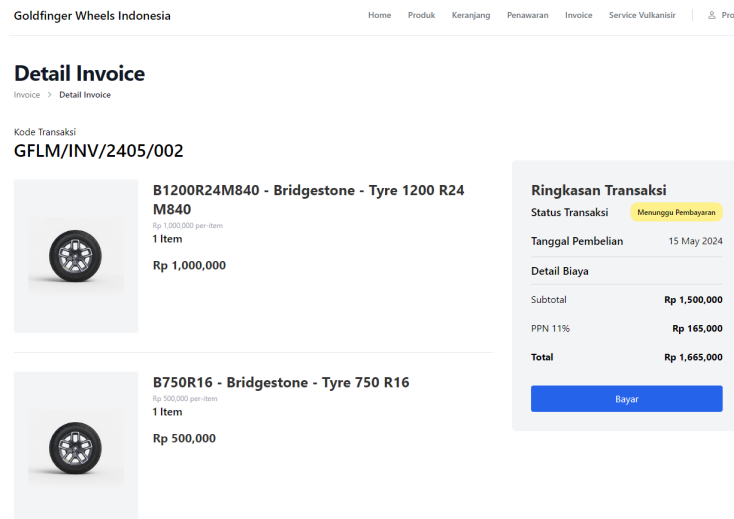 Goldfinger Wheels Indonesia
Home Produk Keranjang Penawaran Invoice Service Vulkanisir
Detail Invoice
Invoice > Detail Invoice
Kode Transaksi
GFLM/INV/2405/002
B1200R24M840 - Bridgestone - Tyre 1200 R24
M840
Rp 1,000,000 per-item
1 Item
Rp 1,000,000
B750R16 - Bridgestone - Tyre 750 R16
Rp 500,000 per-item
1 Item
Rp 500,000
Ringkasan Transaksi
Status Transaksi Menunggu Pembayaran
Tanggal Pembelian 15 May 2024
Detail Biaya
Subtotal Rp 1,500,000
PPN 11% Rp 165,000
Total Rp 1,665,000
Bayar